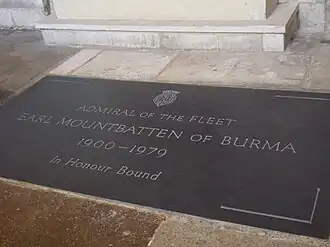 ADMIRAL OF THE FLEET
EARL MOUNTBATTEN OF BURMA
1900–1979
In Honour Bound